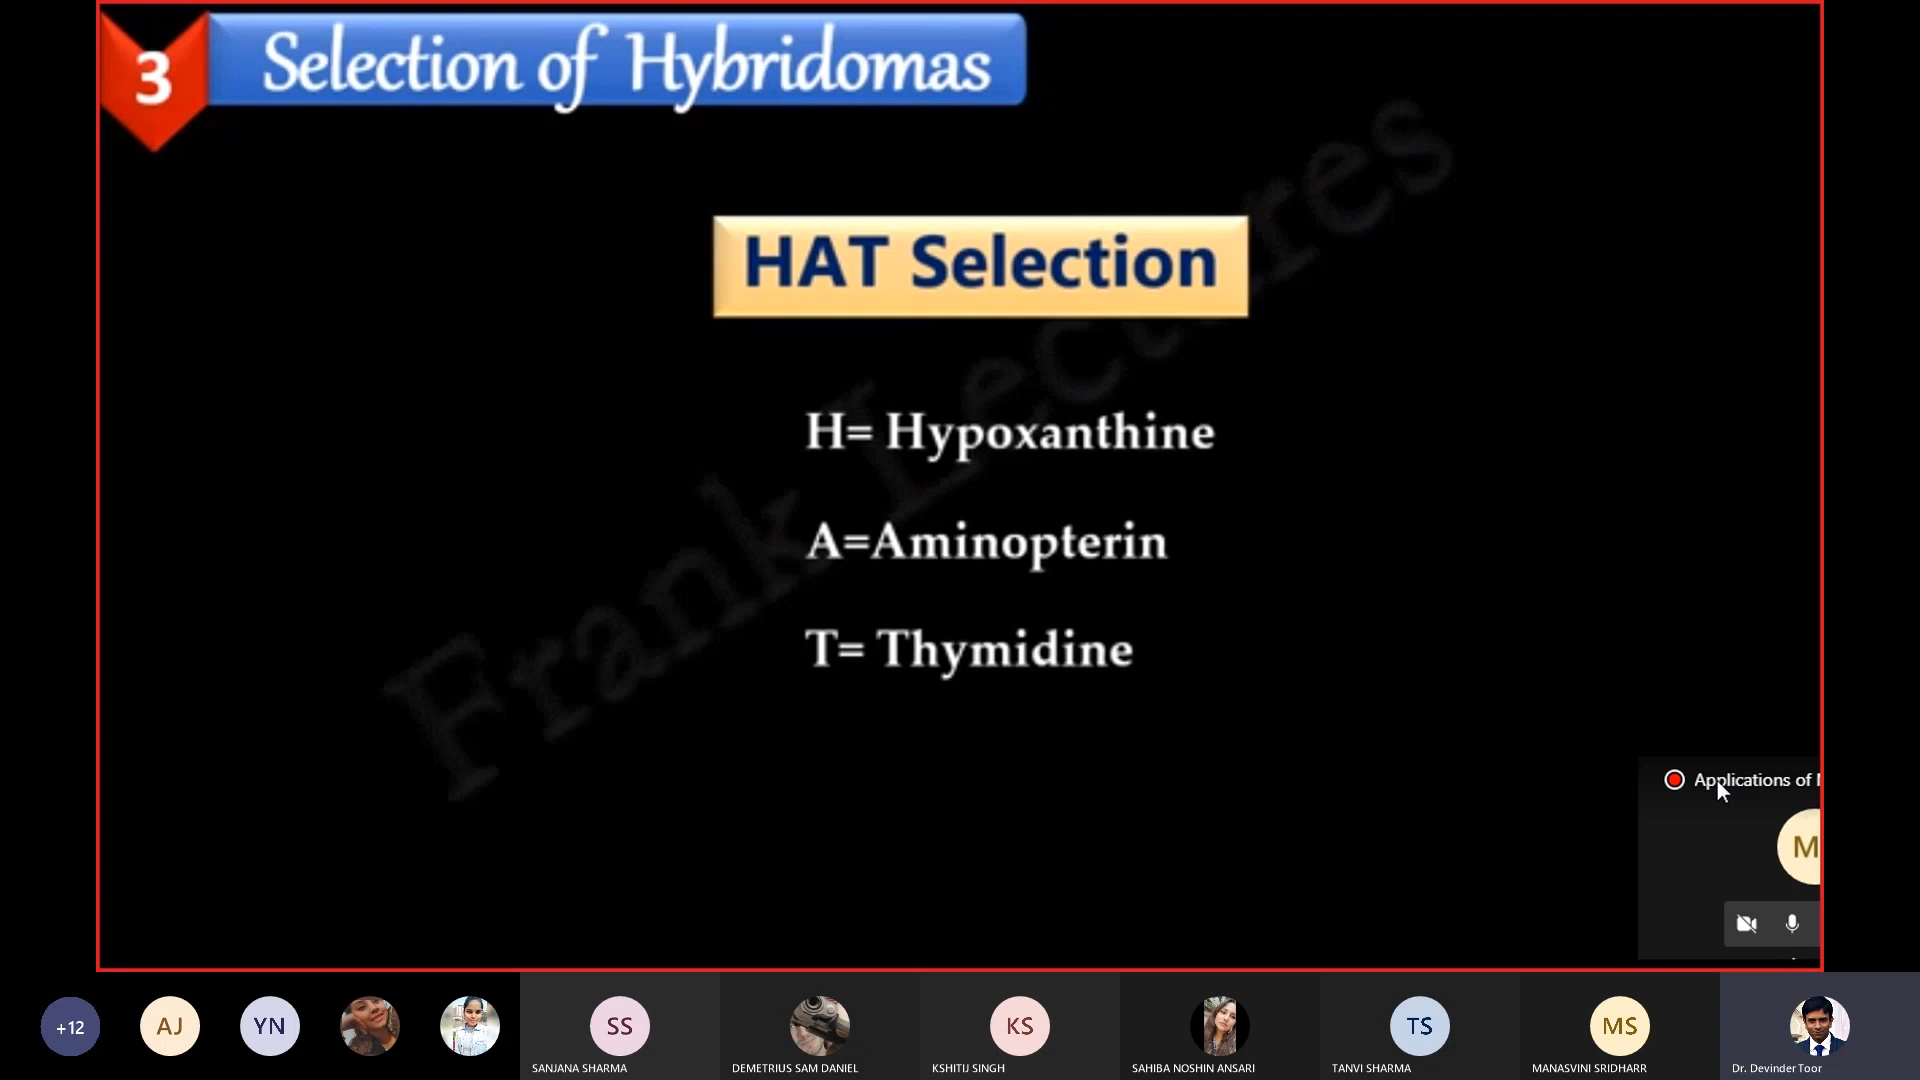 3
Selection of Hybridomas
HAT Selection
H= Hypoxanthine
A=Aminopterin
T= Thymidine
Frank Lectures
Applications of
M
+12
AJ
YN
SS
KS
TS
MS
SANJANA SHARMA
DEMETRIUS SAM DANIEL
KSHITIJ SINGH
SAHIBA NOSHIN ANSARI
TANVI SHARMA
MANASVINI SRIDHARR
Dr. Devinder Toor